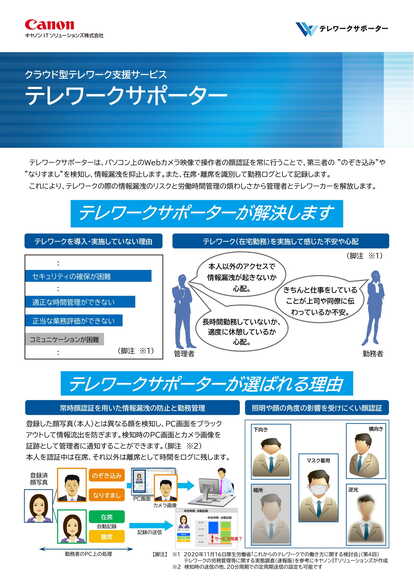 Canon
キヤノンITソリューションズ株式会社
テレワークサポーター
クラウド型テレワーク支援サービス
テレワークサポーター
テレワークサポーターは、パソコン上のWebカメラ映像で操作者の顔認証を常に行うことで、第三者の "のぞき込み"や
"なりすまし"を検知し、情報漏洩を抑止します。また、在席・離席を識別して勤務ログとして記録します。
これにより、テレワークの際の情報漏洩のリスクと労働時間管理の煩わしさから管理者とテレワーカーを解放します。
テレワークサポーターが解決します
テレワークを導入・実施していない理由
テレワーク(在宅勤務)を実施して感じた不安や心配
(脚注 ※1)
:
セキュリティの確保が困難
:
適正な時間管理ができない
正当な業務評価ができない
コミュニケーションが困難
:
(脚注 ※1)
本人以外のアクセスで
情報漏洩が起きないか
心配。
きちんと仕事をしている
ことが上司や同僚に伝
わっているか不安。
長時間勤務していないか、
適度に休憩しているか
心配。
管理者
勤務者
テレワークサポーターが選ばれる理由
常時顔認証を用いた情報漏洩の防止と勤務管理
登録した顔写真(本人)とは異なる顔を検知し、PC画面をブラック
アウトして情報流出を防ぎます。検知時のPC画面とカメラ画像を
証跡として管理者に通知することができます。(脚注 ※2)
本人を認証中は在席、それ以外は離席として時間をログに残します。
登録済
顔写真
のぞき込み
なりすまし
在席
自動記録
離席
PC画面
カメラ画像
記録の送信
勤務者のPC上の処理
照明や顔の角度の影響を受けにくい顔認証
下向き
横向き
マスク着用
暗所
逆光
【脚注】 ※1 2020年11月16日厚生労働省「これからのテレワークでの働き方に関する検討会」(第4回)
テレワークの労務管理等に関する実態調査(速報版)を参考にキヤノンITソリューションズが作成
※2 検知時の送信の他、20分周期での定周期送信の設定も可能です